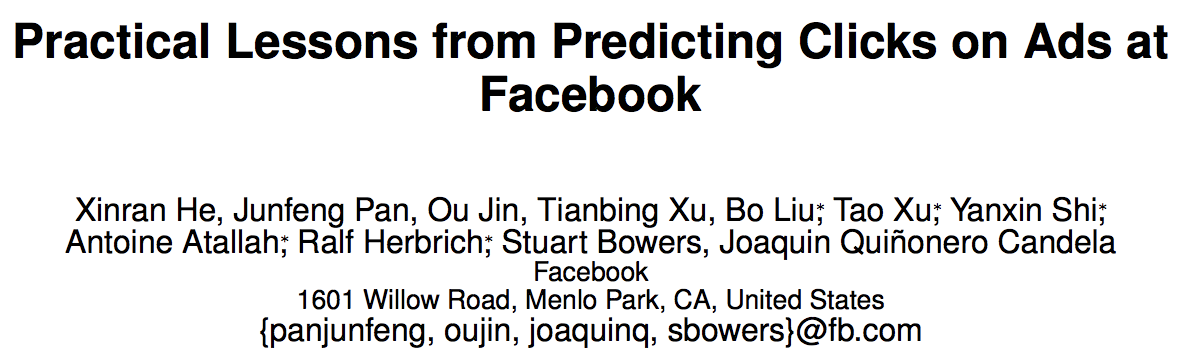 Practical Lessons from Predicting Clicks on Ads at
Facebook
Xinran He, Junfeng Pan, Ou Jin, Tianbing Xu, Bo Liu*, Tao Xu*, Yanxin Shi*,
Antoine Atallah*, Ralf Herbrich*, Stuart Bowers, Joaquin Quiñonero Candela
Facebook
1601 Willow Road, Menlo Park, CA, United States
{panjunfeng, oujin, joaquinq, sbowers}@fb.com